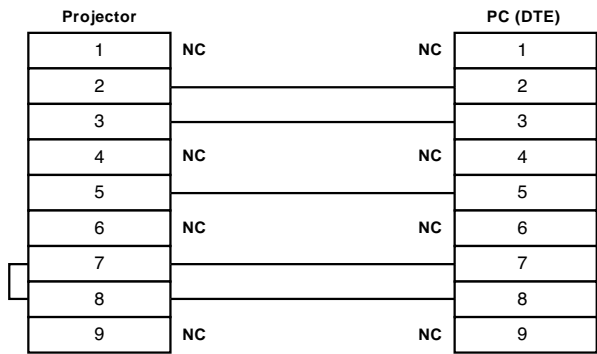 Projector PC (DTE)
1 NC NC 1
2 2
3 3
4 NC NC 4
5 5
6 NC NC 6
7 7
8 8
9 NC NC 9